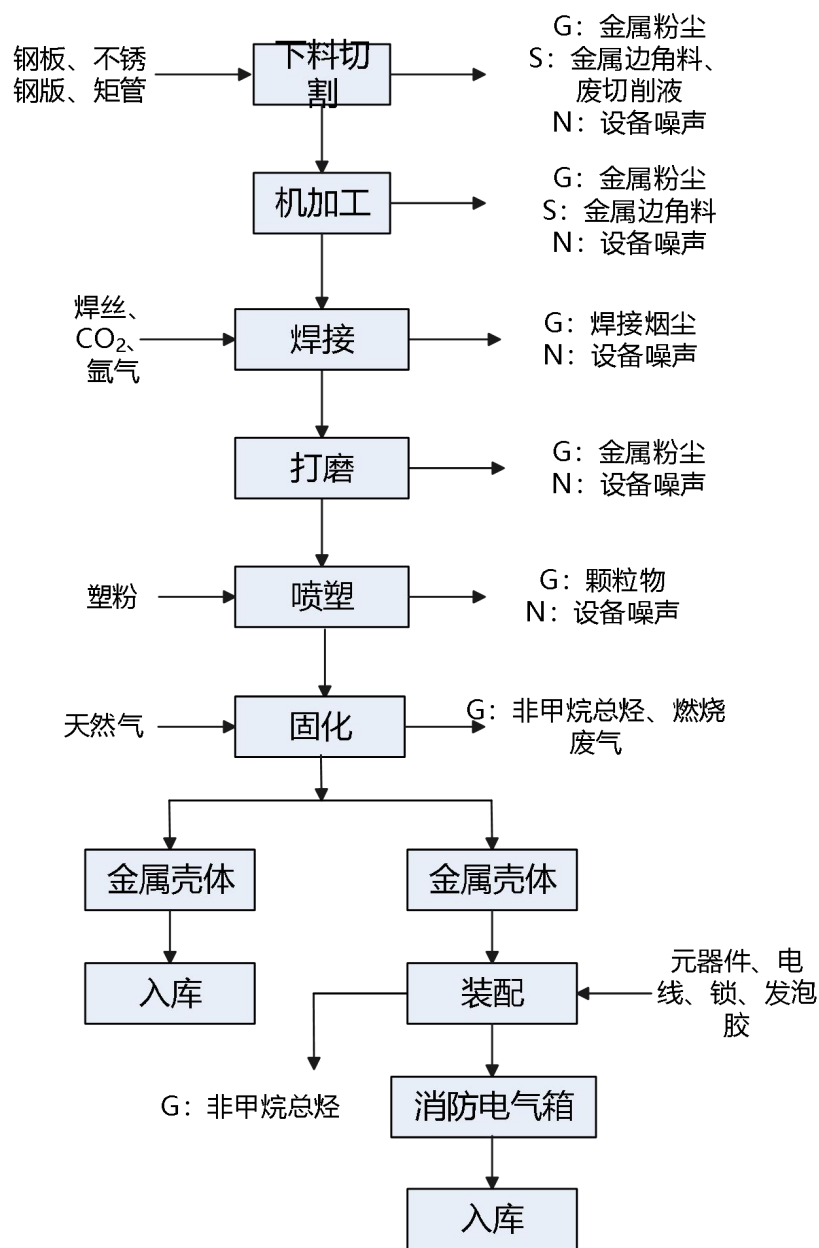 钢板、不锈
钢版、矩管
下料切
割
G：金属粉尘
S：金属边角料、
废切削液
N：设备噪声
机加工
G：金属粉尘
S：金属边角料
N：设备噪声
焊丝、
CO₂、
氩气
焊接
G：焊接烟尘
N：设备噪声
打磨
G：金属粉尘
N：设备噪声
塑粉
喷塑
G：颗粒物
N：设备噪声
天然气
固化
G：非甲烷总烃、燃烧
废气
金属壳体
金属壳体
入库
装配
元器件、电
线、锁、发泡
胶
G：非甲烷总烃
消防电气箱
入库